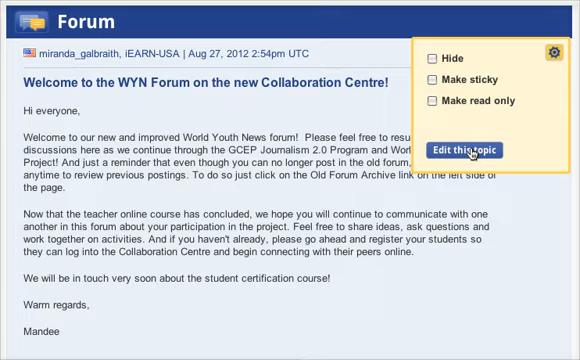 Forum
miranda_galbraith, iEARN-USA | Aug 27, 2012 2:54pm UTC
Welcome to the WYN Forum on the new Collaboration Centre!
Hi everyone,
Welcome to our new and improved World Youth News forum! Please feel free to
discussions here as we continue through the GCEP Journalism 2.0 Program and
Project! And just a reminder that even though you can no longer post in the old forum,
anytime to review previous postings. To do so just click on the Old Forum Archive link on the left side of
the page.
Now that the teacher online course has concluded, we hope you will continue to communicate with one
another in this forum about your participation in the project. Feel free to share ideas, ask questions and
work together on activities. And if you haven't already, please go ahead and register your students so
they can log into the Collaboration Centre and begin connecting with their peers online.
We will be in touch very soon about the student certification course!
Warm regards,
Mandee
Hide
Make sticky
Make read only
Edit this topic